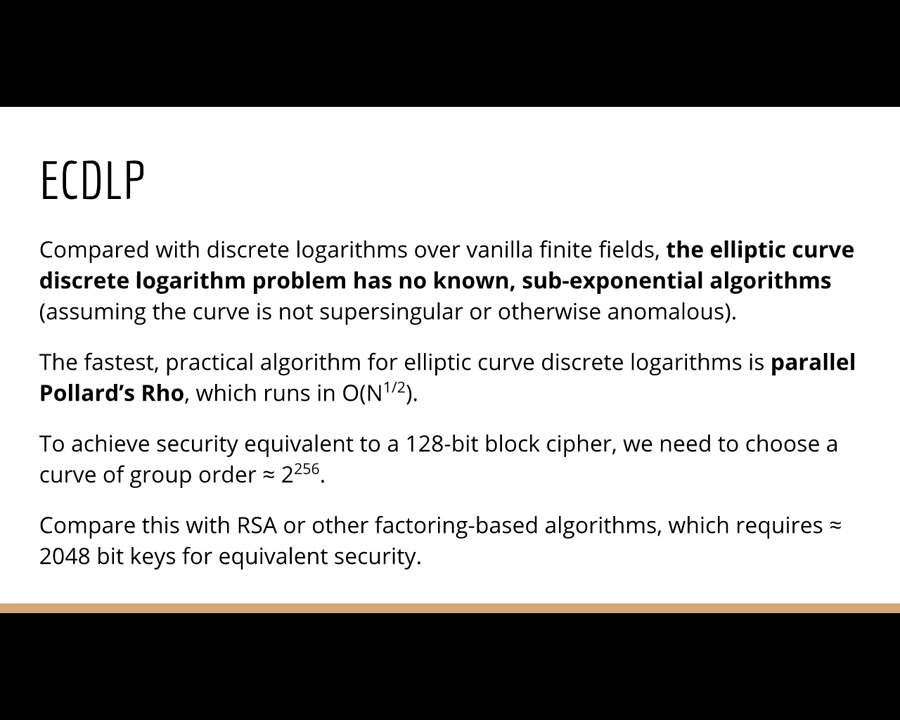 ECDLP
Compared with discrete logarithms over vanilla finite fields, the elliptic curve
discrete logarithm problem has no known, sub-exponential algorithms
(assuming the curve is not supersingular or otherwise anomalous).
The fastest, practical algorithm for elliptic curve discrete logarithms is parallel
Pollard’s Rho, which runs in O(N^1/2).
To achieve security equivalent to a 128-bit block cipher, we need to choose a
curve of group order ≈ 2^256.
Compare this with RSA or other factoring-based algorithms, which requires ≈
2048 bit keys for equivalent security.